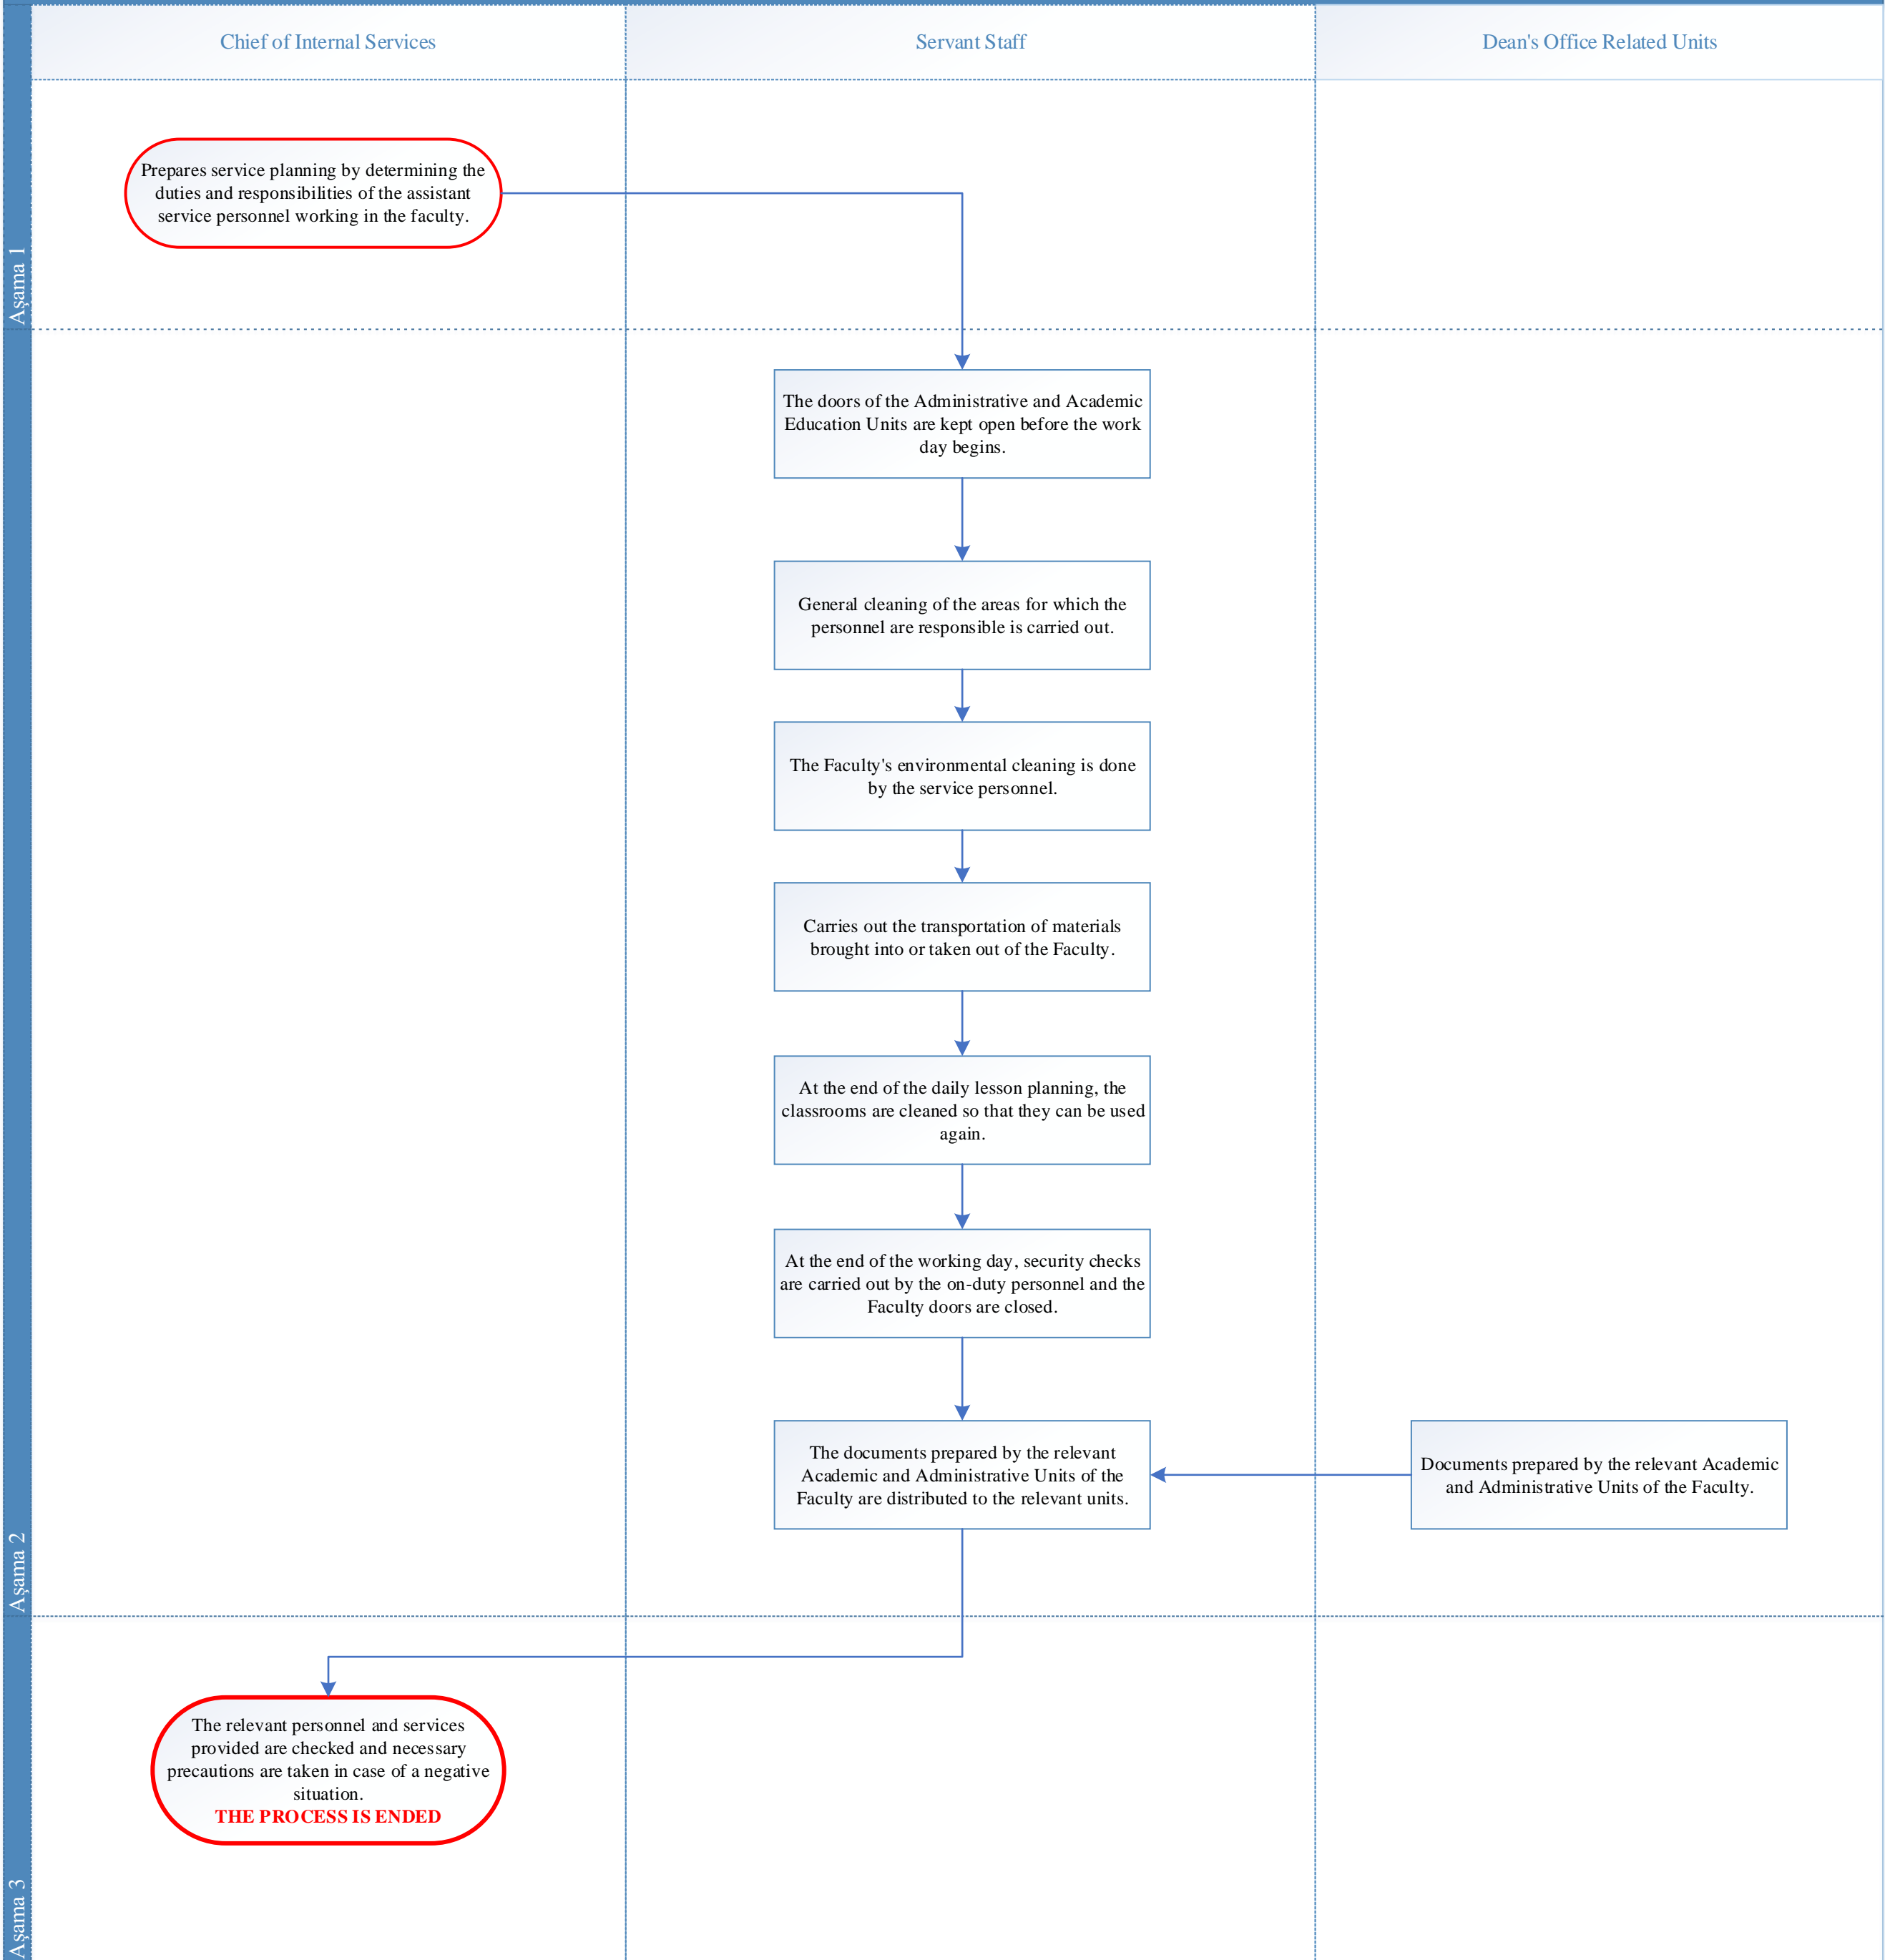 Chief of Internal Services
Servant Staff
Dean's Office Related Units
Aşama 1
Prepares service planning by determining the
duties and responsibilities of the assistant
service personnel working in the faculty.
Aşama 2
The doors of the Administrative and Academic
Education Units are kept open before the work
day begins.
General cleaning of the areas for which the
personnel are responsible is carried out.
The Faculty's environmental cleaning is done
by the service personnel.
Carries out the transportation of materials
brought into or taken out of the Faculty.
At the end of the daily lesson planning, the
classrooms are cleaned so that they can be used
again.
At the end of the working day, security checks
are carried out by the on-duty personnel and the
Faculty doors are closed.
The documents prepared by the relevant
Academic and Administrative Units of the
Faculty are distributed to the relevant units.
Documents prepared by the relevant Academic
and Administrative Units of the Faculty.
Aşama 3
The relevant personnel and services
provided are checked and necessary
precautions are taken in case of a negative
situation.
THE PROCESS IS ENDED